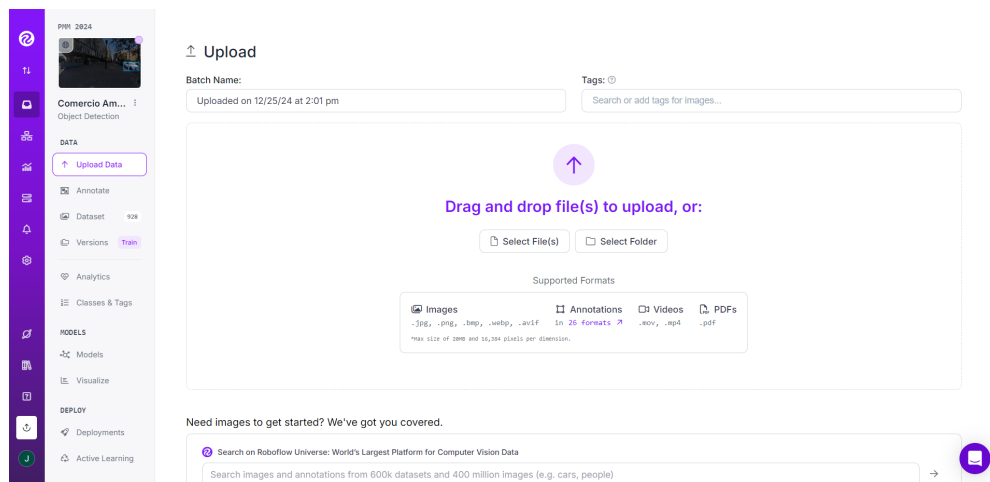 PMM 2024
Comercio Am...
Object Detection
DATA
Upload Data
Annotate
Dataset 928
Versions Train
Analytics
Classes & Tags
MODELS
Models
Visualize
DEPLOY
Deployments
Active Learning
J
Upload
Batch Name:
Uploaded on 12/25/24 at 2:01 pm
Tags:
Search or add tags for images...
Drag and drop file(s) to upload, or:
Select File(s) Select Folder
Supported Formats
Images Annotations Videos PDFs
.jpg, .png, .bmp, .webp, .avif in 26 formats .mov, .mp4 .pdf
*Max size of 20MB and 16,384 pixels per dimension.
Need images to get started? We've got you covered.
Search on Roboflow Universe: World's Largest Platform for Computer Vision Data
Search images and annotations from 600k datasets and 400 million images (e.g. cars, people)